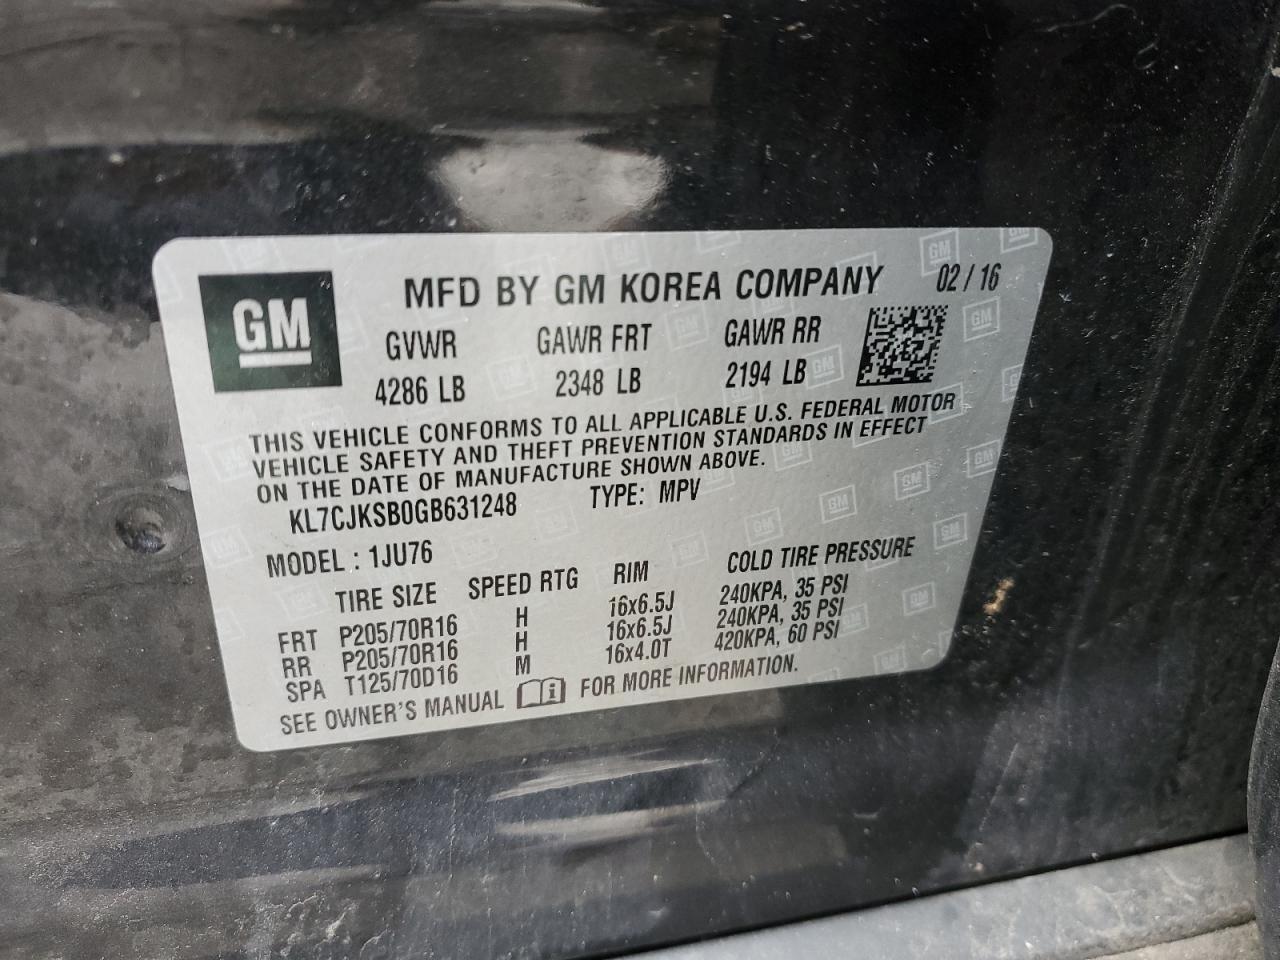 GM
MFD BY GM KOREA COMPANY 02 / 16
GVWR GAWR FRT GAWR RR
4286 LB 2348 LB 2194 LB
THIS VEHICLE CONFORMS TO ALL APPLICABLE U.S. FEDERAL MOTOR
VEHICLE SAFETY AND THEFT PREVENTION STANDARDS IN EFFECT
ON THE DATE OF MANUFACTURE SHOWN ABOVE.
KL7CJKSB0GB631248 TYPE: MPV
MODEL : 1JU76
TIRE SIZE SPEED RTG RIM COLD TIRE PRESSURE
FRT P205/70R16 H 16x6.5J 240KPA, 35 PSI
RR P205/70R16 H 16x6.5J 240KPA, 35 PSI
SPA T125/70D16 M 16x4.0T 420KPA, 60 PSI
SEE OWNER'S MANUAL i FOR MORE INFORMATION.